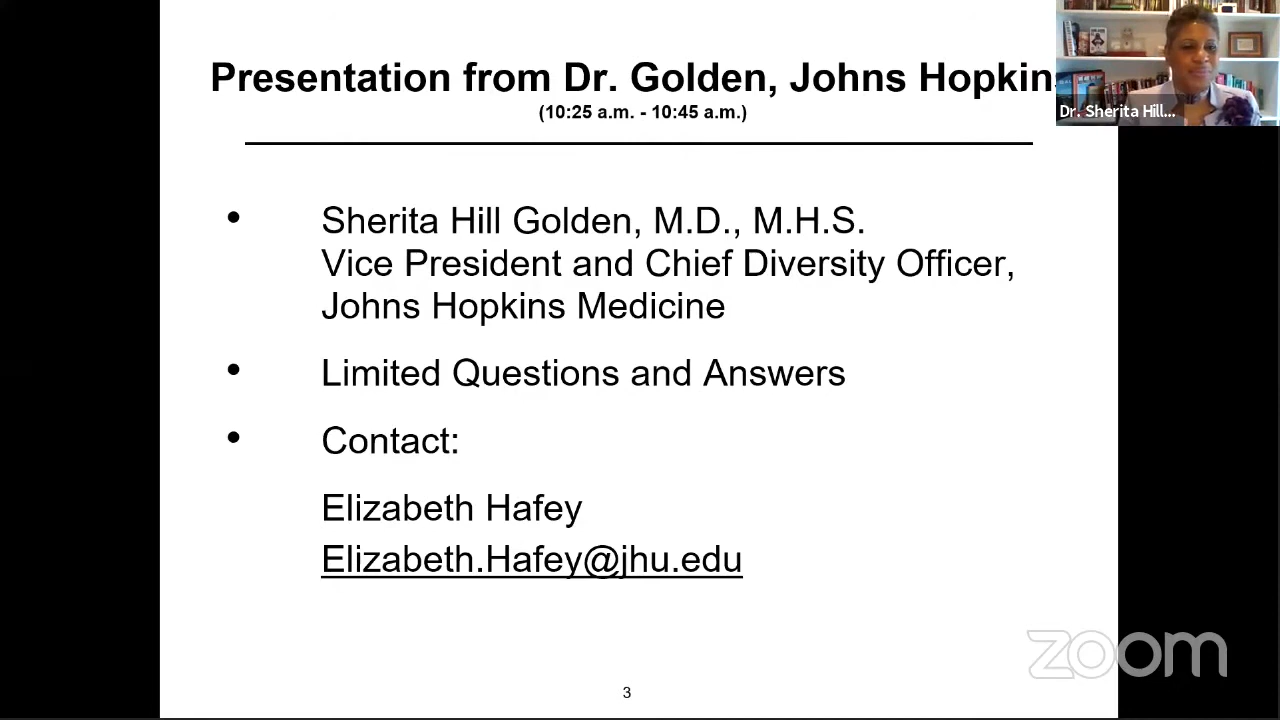 Presentation from Dr. Golden, Johns Hopkins
(10:25 a.m. - 10:45 a.m.)
Dr. Sherita Hill...
• Sherita Hill Golden, M.D., M.H.S.
Vice President and Chief Diversity Officer,
Johns Hopkins Medicine
• Limited Questions and Answers
• Contact:
Elizabeth Hafey
Elizabeth.Hafey@jhu.edu
zoom
3